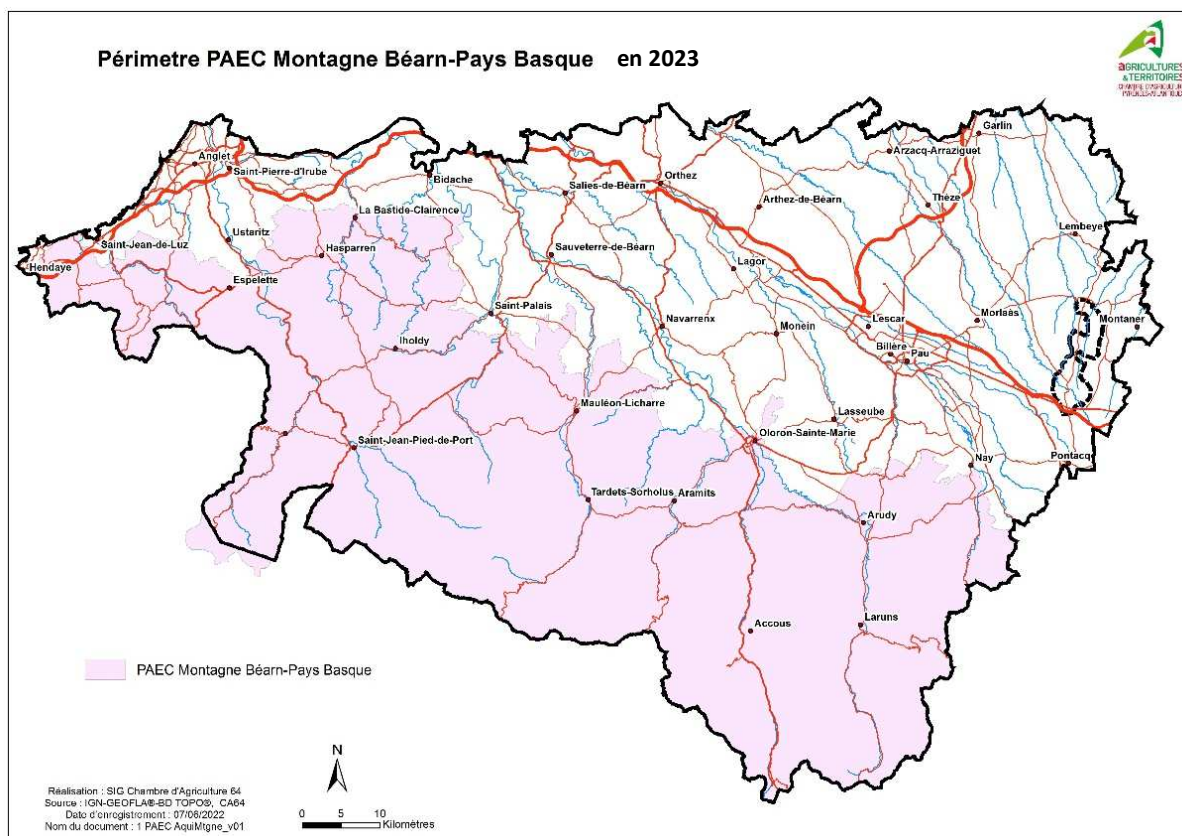 Périmetre PAEC Montagne Béarn-Pays Basque en 2023
AGRICULTURES
& TERRITOIRES
CHAMBRE D'AGRICULTURE
PYRÉNÉES-ATLANTIQUES
Garlin
Anglet
Arzacq-Arraziguet
Saint-Pierre-d'Irube
Bidache
Orthez
Salies-de-Béarn
Thèze
Arthez-de-Béarn
La Bastide-Clairence
Lembeye
Ustaritz
Saint-Jean-de-Luz
Hasparren
Sauveterre-de-Béarn
Hendaye
Lagor
Espelette
Saint-Palais
Navarrenx
Lescar
Morlaàs
Montaner
Monein
Iholdy
Billère
Pau
Mauléon-Licharre
Lasseube
Oloron-Sainte-Marie
Saint-Jean-Pied-de-Port
Nay
Pontacq
Tardets-Sorholus
Aramits
Arudy
Accous
Laruns
PAEC Montagne Béarn-Pays Basque
N
Réalisation : SIG Chambre d'Agriculture 64
Source : IGN-GEOFLA®-BD TOPO®, CA64
Date d'enregistrement : 07/06/2022
Nom du document : 1 PAEC AquiMtgne_v01
0 5 10
Kilomètres